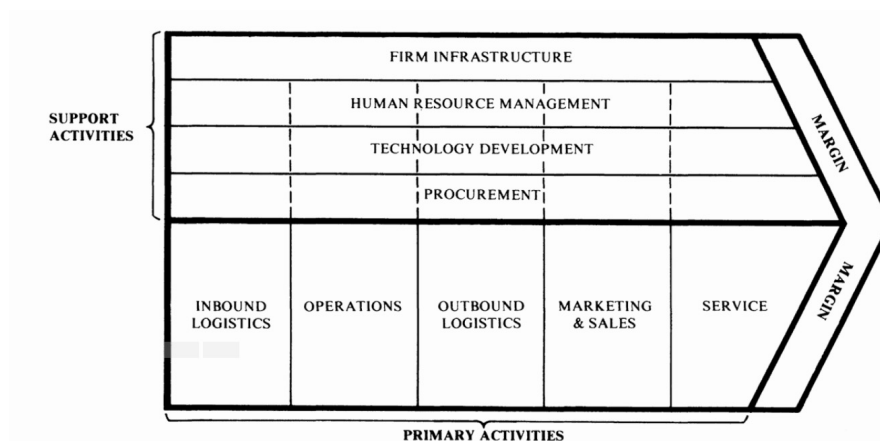 FIRM INFRASTRUCTURE
HUMAN RESOURCE MANAGEMENT
SUPPORT
ACTIVITIES
TECHNOLOGY DEVELOPMENT
PROCUREMENT
MARGIN
INBOUND
LOGISTICS
OPERATIONS
OUTBOUND
LOGISTICS
MARKETING
& SALES
SERVICE
MARGIN
PRIMARY ACTIVITIES